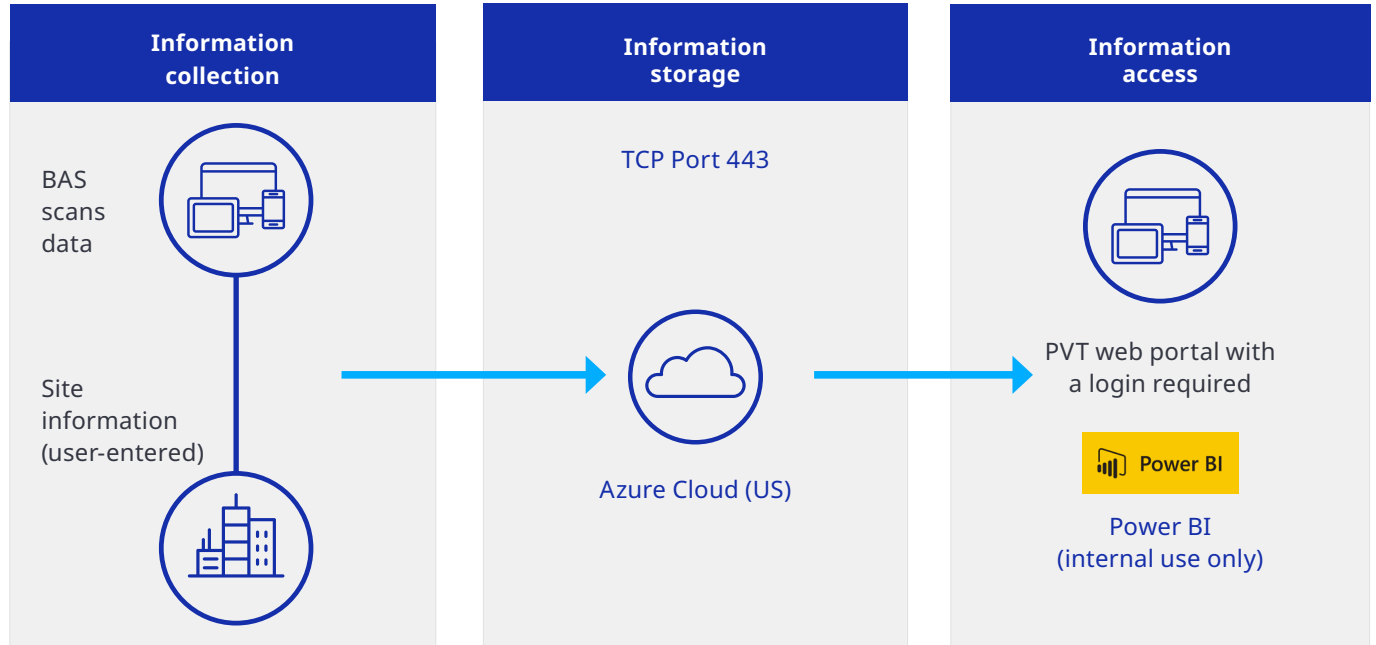 Information
collection
BAS
scans
data
Site
information
(user-entered)
Information
storage
TCP Port 443
Azure Cloud (US)
Information
access
PVT web portal with
a login required
Power BI
Power BI
(internal use only)